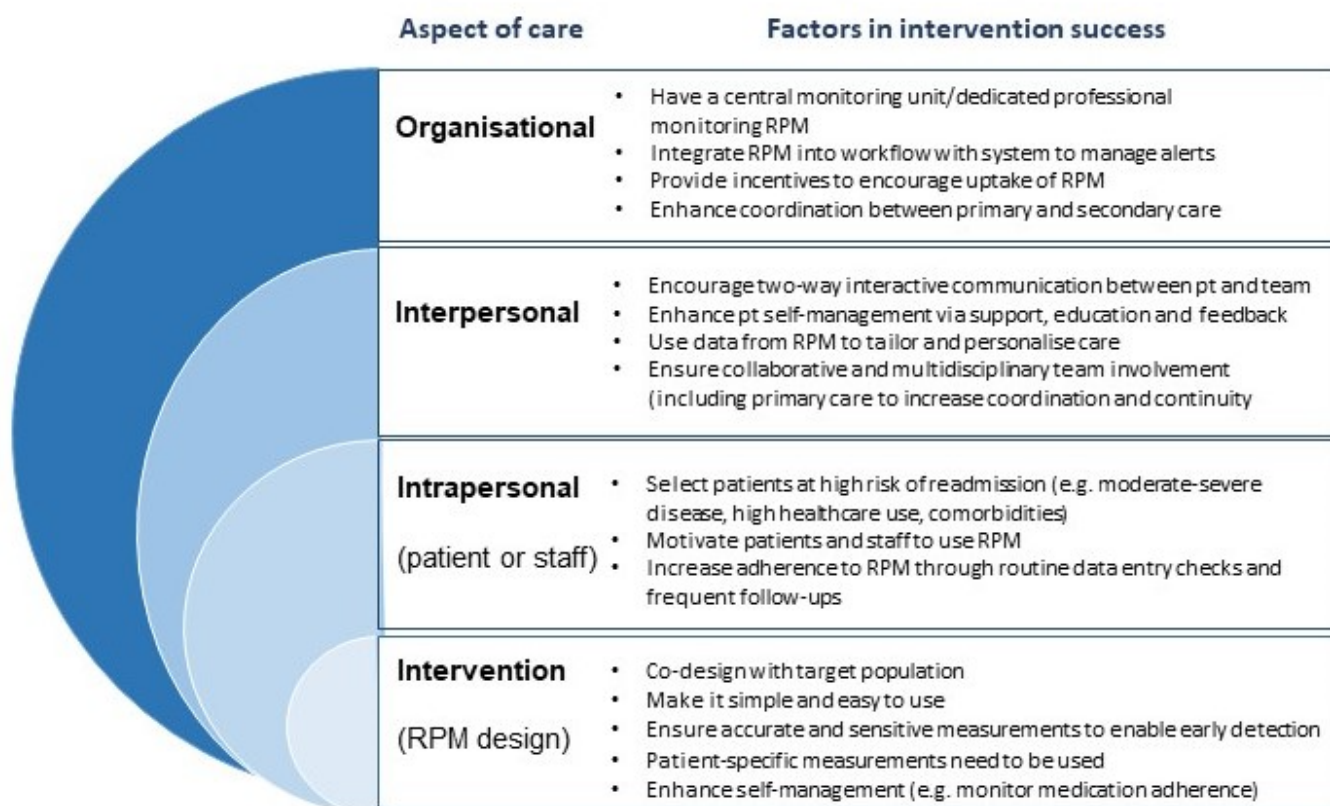 Aspect of care
Factors in intervention success
Organisational
• Have a central monitoring unit/dedicated professional
monitoring RPM
• Integrate RPM into workflow with system to manage alerts
• Provide incentives to encourage uptake of RPM
• Enhance coordination between primary and secondary care
Interpersonal
• Encourage two-way interactive communication between pt and team
• Enhance pt self-management via support, education and feedback
• Use data from RPM to tailor and personalise care
• Ensure collaborative and multidisciplinary team involvement
(including primary care to increase coordination and continuity
Intrapersonal
(patient or staff)
• Select patients at high risk of readmission (e.g. moderate-severe
disease, high healthcare use, comorbidities)
• Motivate patients and staff to use RPM
• Increase adherence to RPM through routine data entry checks and
frequent follow-ups
Intervention
(RPM design)
• Co-design with target population
• Make it simple and easy to use
• Ensure accurate and sensitive measurements to enable early detection
• Patient-specific measurements need to be used
• Enhance self-management (e.g. monitor medication adherence)